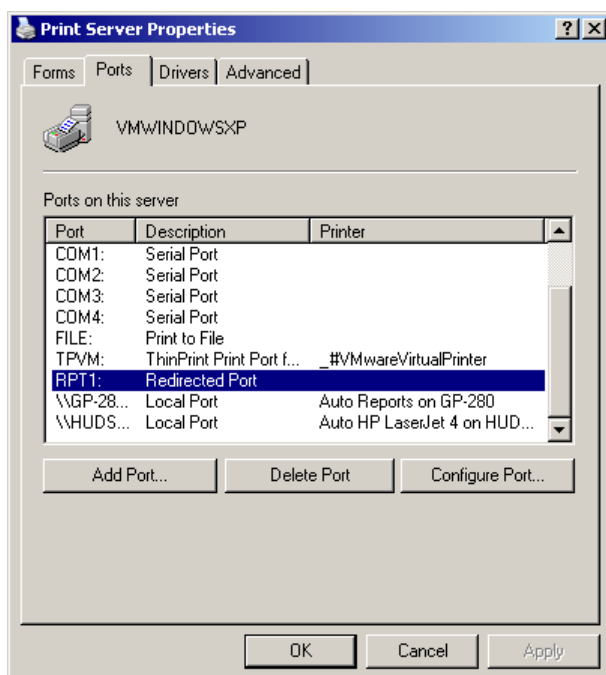 Print Server Properties
Forms Ports Drivers Advanced
VMWINDOWSXP
Ports on this server
Port Description Printer
COM1: Serial Port
COM2: Serial Port
COM3: Serial Port
COM4: Serial Port
FILE: Print to File
TPVM: ThinPrint Print Port f... _#VMwareVirtualPrinter
RPT1: Redirected Port
\\GP-28... Local Port Auto Reports on GP-280
\\HUDS... Local Port Auto HP LaserJet 4 on HUD...
Add Port... Delete Port Configure Port...
OK Cancel Apply